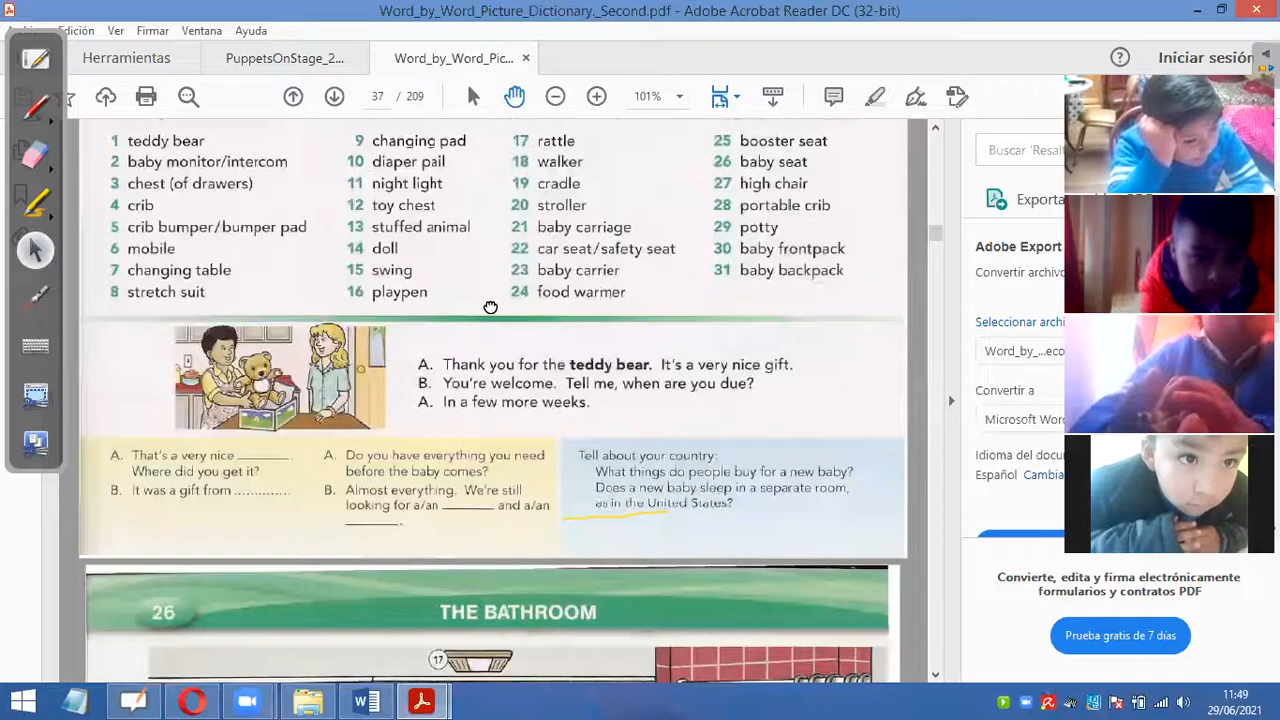 Word_by_Word_Picture_Dictionary,_Second.pdf - Adobe Acrobat Reader DC (32-bit)
Edición Ver Firmar Ventana Ayuda
Herramientas PuppetsOnStage_2... Word_by_Word_Pic... Iniciar sesión
37 / 209 101%
1 teddy bear
2 baby monitor/intercom
3 chest (of drawers)
4 crib
5 crib bumper/bumper pad
6 mobile
7 changing table
8 stretch suit
9 changing pad
10 diaper pail
11 night light
12 toy chest
13 stuffed animal
14 doll
15 swing
16 playpen
17 rattle
18 walker
19 cradle
20 stroller
21 baby carriage
22 car seat/safety seat
23 baby carrier
24 food warmer
25 booster seat
26 baby seat
27 high chair
28 portable crib
29 potty
30 baby frontpack
31 baby backpack
A. Thank you for the teddy bear. It's a very nice gift.
B. You're welcome. Tell me, when are you due?
A. In a few more weeks.
A. That's a very nice ________.
Where did you get it?
B. It was a gift from ..............
A. Do you have everything you need
before the baby comes?
B. Almost everything. We're still
looking for a/an ________ and a/an
________.
Tell about your country:
What things do people buy for a new baby?
Does a new baby sleep in a separate room,
as in the United States?
26 THE BATHROOM
17
Buscar 'Resalt
Exporta
Adobe Export
Convertir archivo
Seleccionar archi
Word_by_...eco
Convertir a
Microsoft Wor
Idioma del docum
Español Cambia
Convierte, edita y firma electrónicamente
formularios y contratos PDF
Prueba gratis de 7 días
11:49
29/06/2021